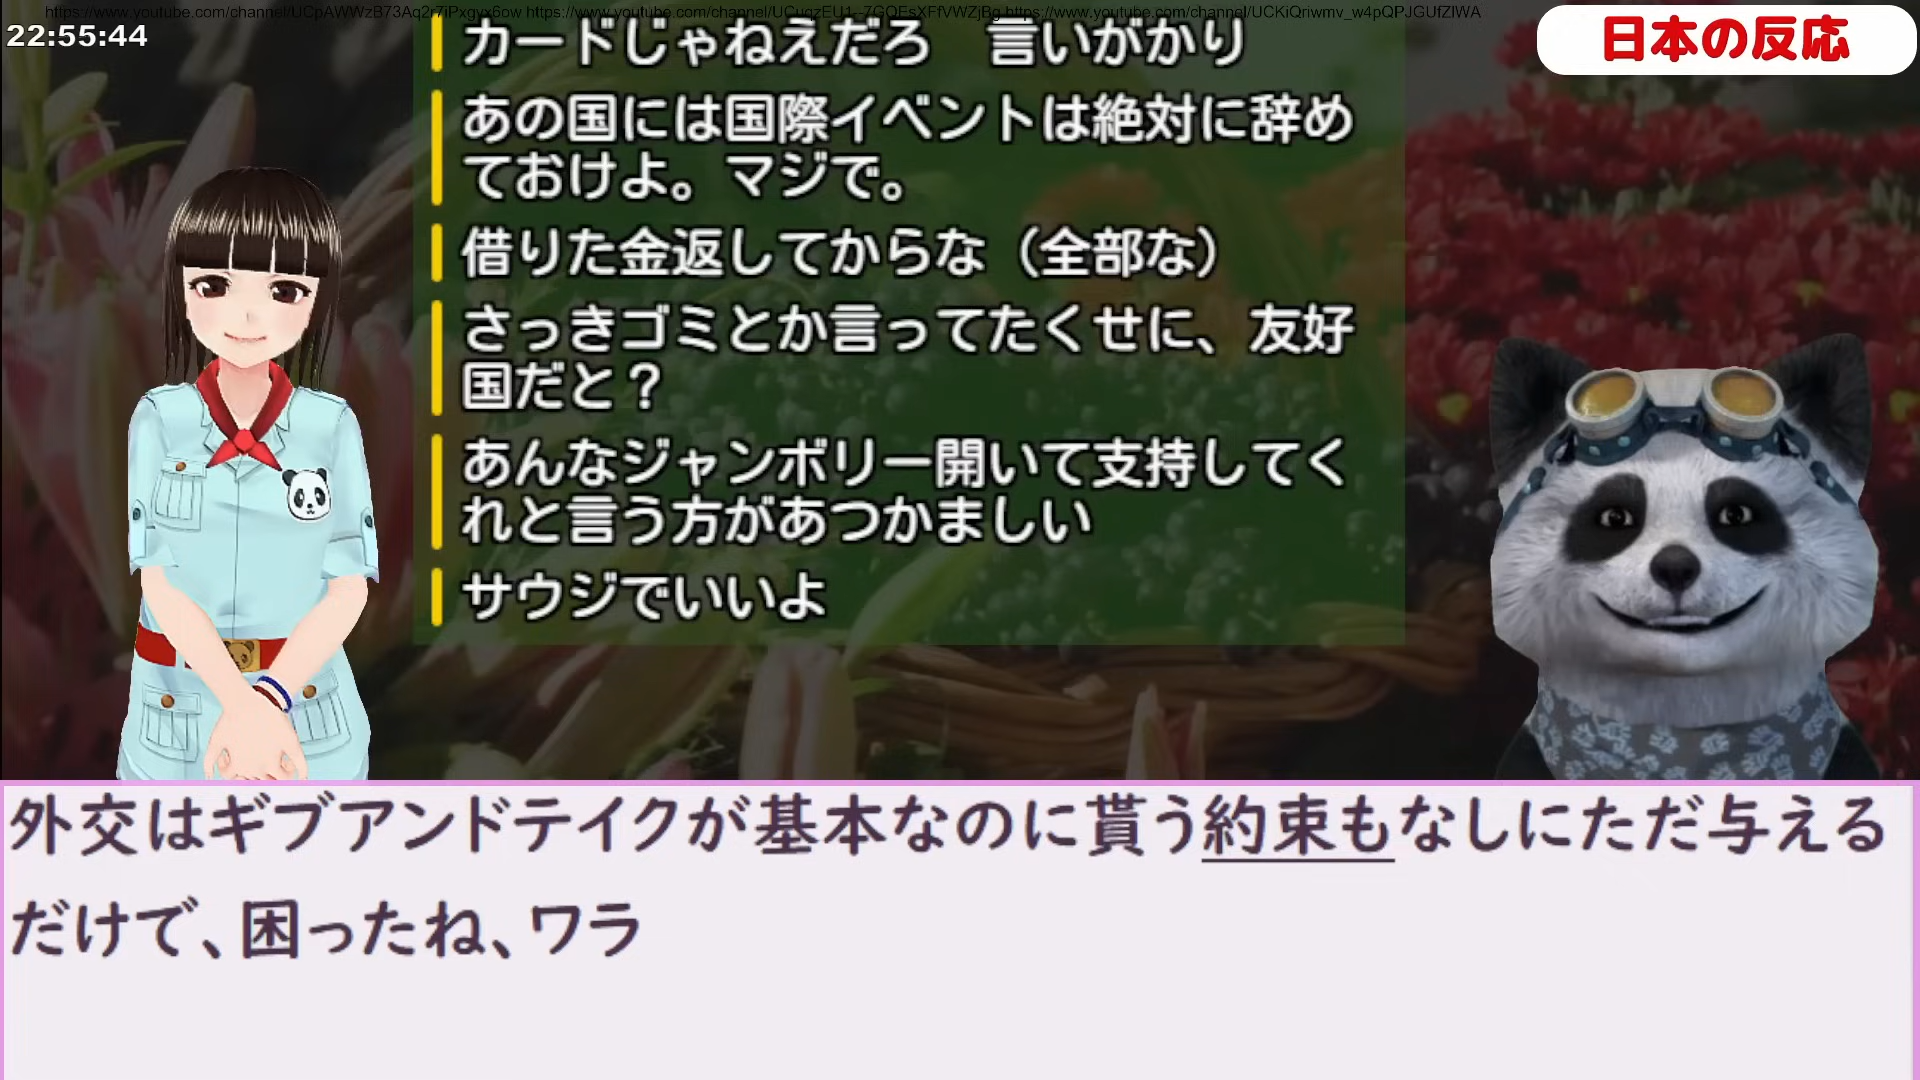 22:55:44
日本の反応
カードじゃねえだろ　言いがかり
あの国には国際イベントは絶対に辞め
ておけよ。マジで。
借りた金返してからな（全部な）
さっきゴミとか言ってたくせに、友好
国だと？
あんなジャンボリー開いて支持してく
れと言う方があつかましい
サウジでいいよ
外交はギブアンドテイクが基本なのに貰う約束もなしにただ与える
だけで、困ったね、ワラ